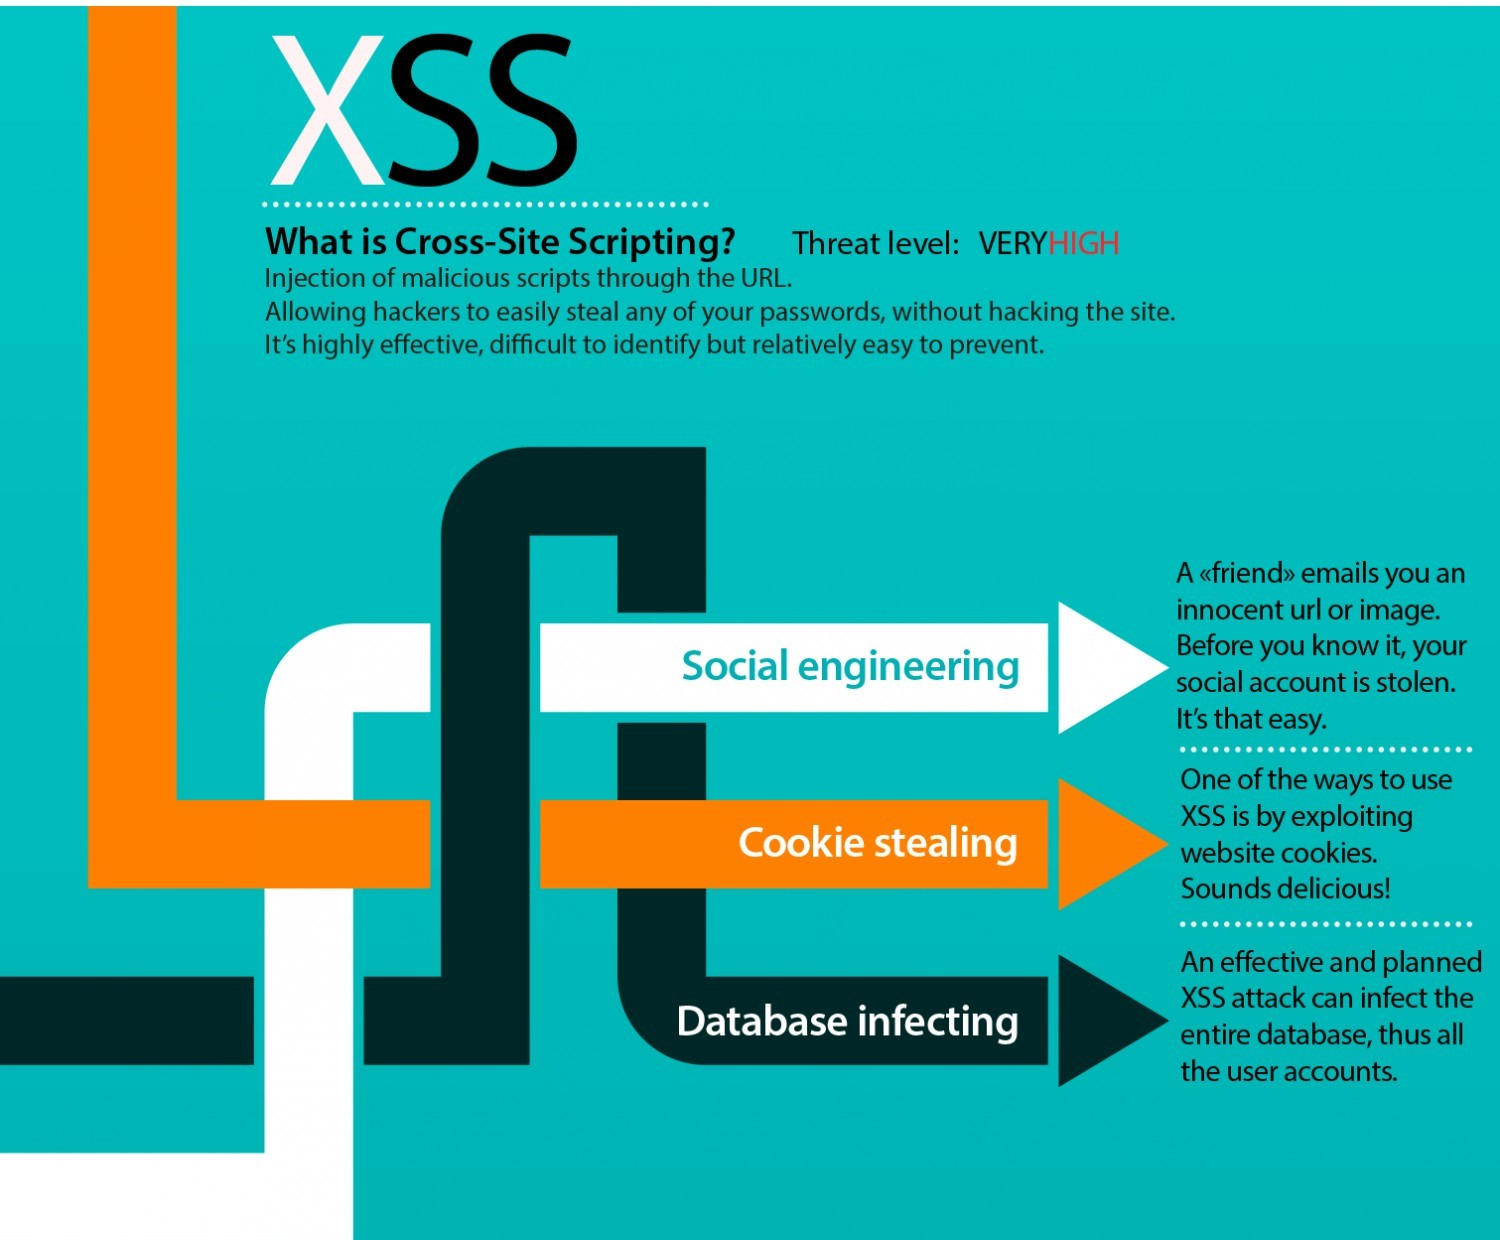 XSS
What is Cross-Site Scripting? Threat level: VERYHIGH
Injection of malicious scripts through the URL.
Allowing hackers to easily steal any of your passwords, without hacking the site.
It's highly effective, difficult to identify but relatively easy to prevent.
Social engineering
A «friend» emails you an
innocent url or image.
Before you know it, your
social account is stolen.
It's that easy.
Cookie stealing
One of the ways to use
XSS is by exploiting
website cookies.
Sounds delicious!
Database infecting
An effective and planned
XSS attack can infect the
entire database, thus all
the user accounts.